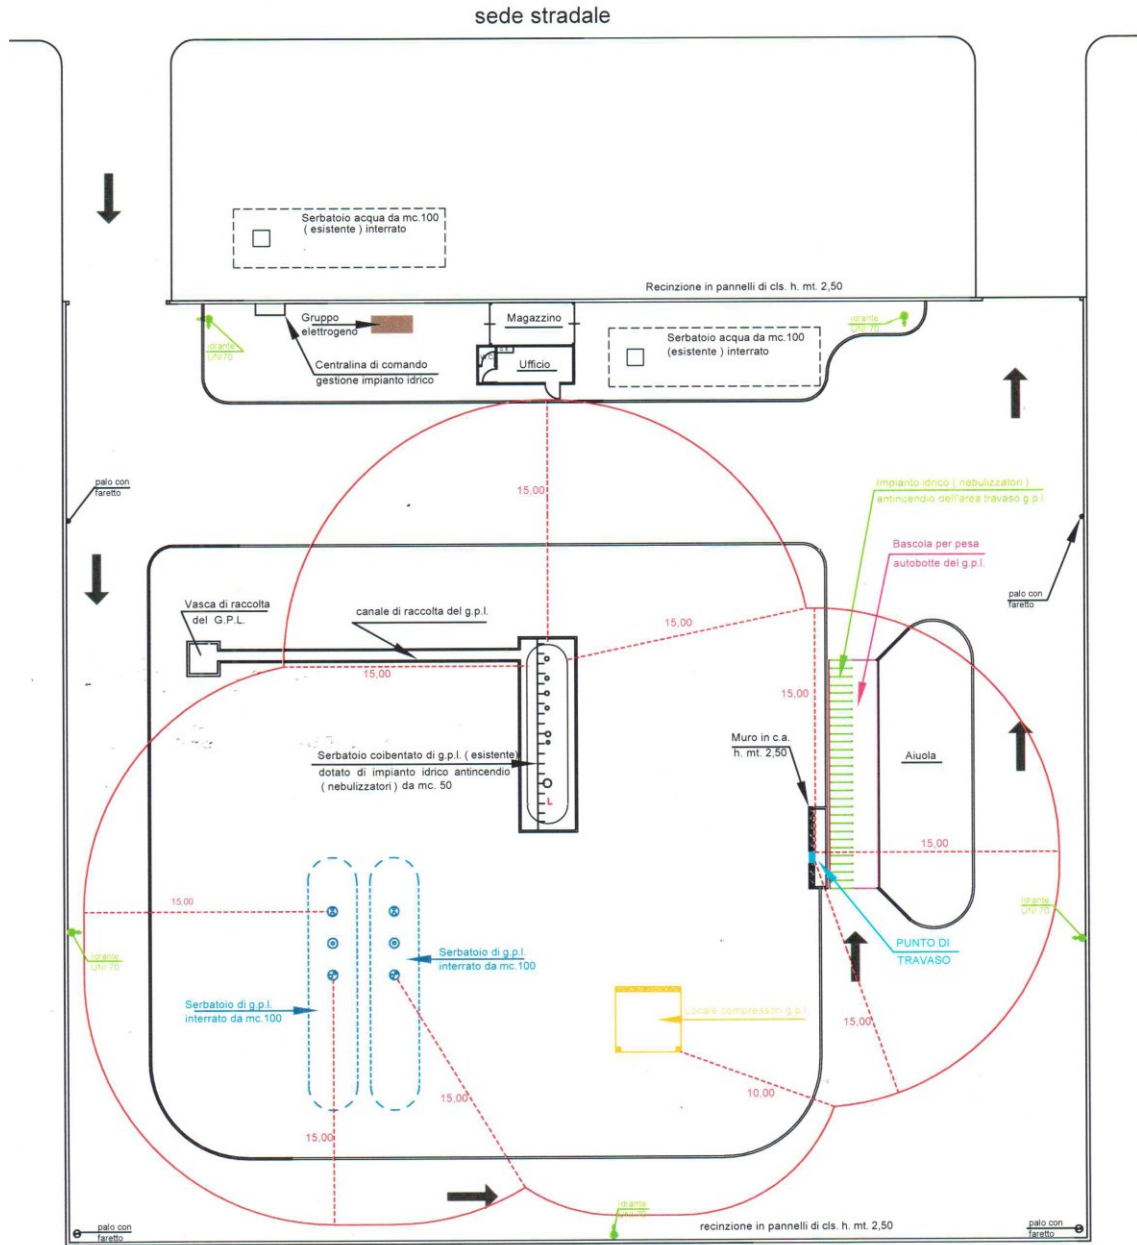 sede stradale
Serbatoio acqua da mc.100
( esistente ) interrato
Recinzione in pannelli di cls. h. mt. 2,50
idrante
UNI 70
Gruppo
elettrogeno
Magazzino
Serbatoio acqua da mc.100
(esistente ) interrato
idrante
UNI 70
Centralina di comando
gestione impianto idrico
W.C.
Ufficio
palo con
faretto
15,00
Impianto idrico ( nebulizzatori )
antincendio dell'area travaso g.p.l.
Bascola per pesa
autobotte del g.p.l.
palo con
faretto
Vasca di raccolta
del G.P.L.
canale di raccolta del g.p.l.
15,00
15,00
15,00
Serbatoio coibentato di g.p.l. ( esistente)
dotato di impianto idrico antincendio
( nebulizzatori ) da mc. 50
L
Muro in c.a.
h. mt. 2,50
Aiuola
15,00
15,00
idrante
UNI 70
idrante
UNI 70
PUNTO DI
TRAVASO
Serbatoio di g.p.l.
interrato da mc.100
Serbatoio di g.p.l.
interrato da mc.100
Locale compressori g.p.l.
15,00
15,00
10,00
15,00
idrante
UNI 70
palo con
faretto
recinzione in pannelli di cls. h. mt. 2,50
palo con
faretto